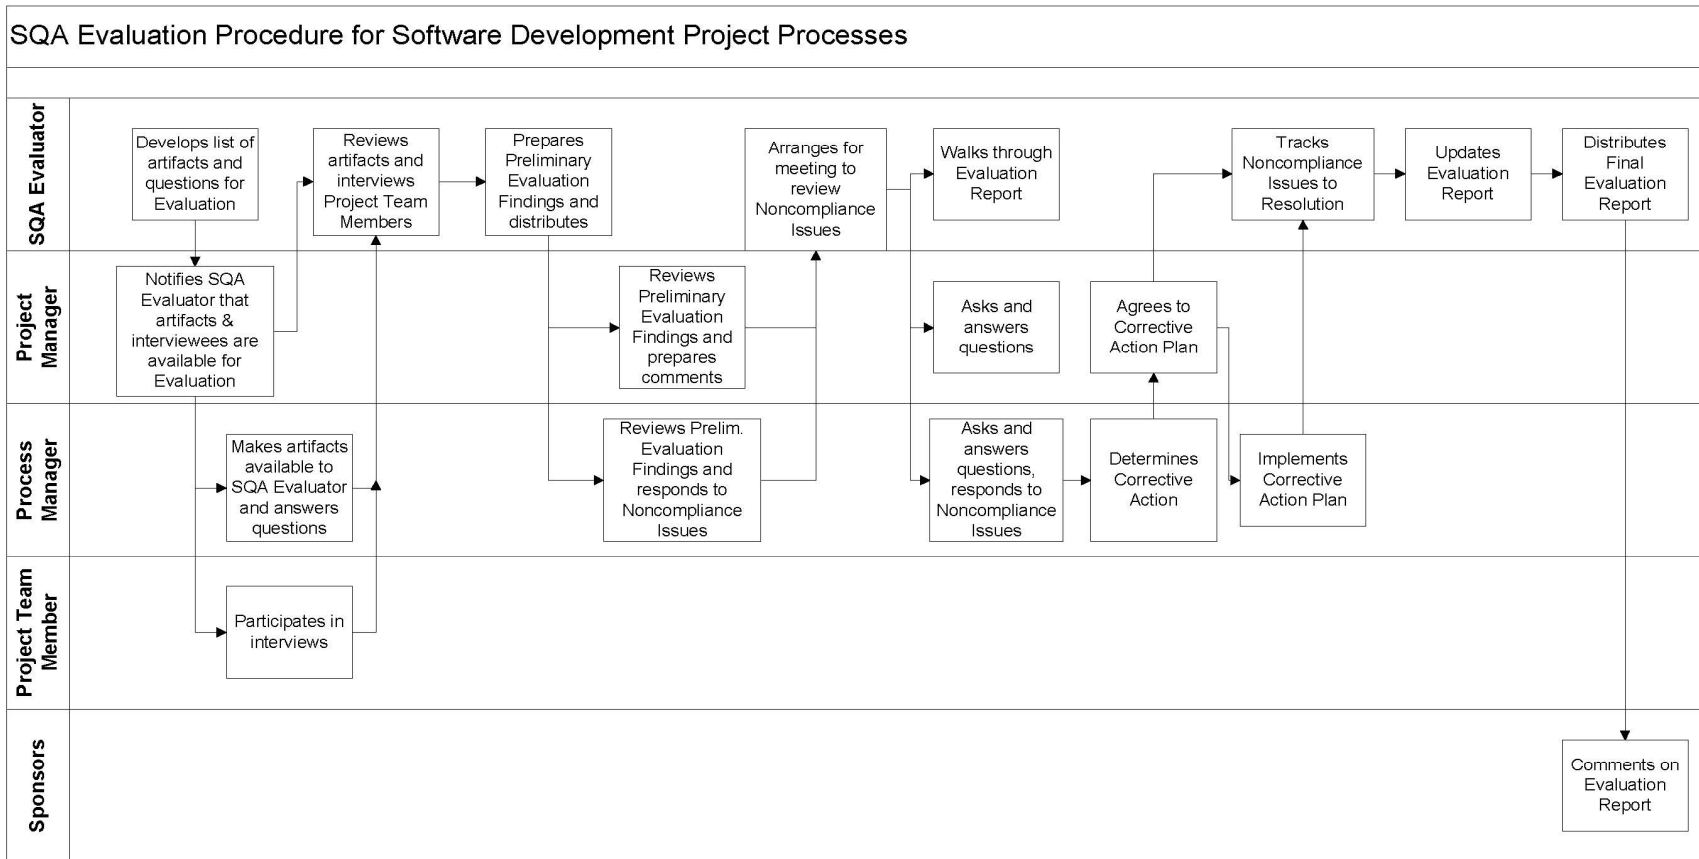 SQA Evaluation Procedure for Software Development Project Processes
SQA Evaluator
Develops list of
artifacts and
questions for
Evaluation
Reviews
artifacts and
interviews
Project Team
Members
Prepares
Preliminary
Evaluation
Findings and
distributes
Arranges for
meeting to
review
Noncompliance
Issues
Walks through
Evaluation
Report
Tracks
Noncompliance
Issues to
Resolution
Updates
Evaluation
Report
Distributes
Final
Evaluation
Report
Project
Manager
Notifies SQA
Evaluator that
artifacts &
interviewees are
available for
Evaluation
Reviews
Preliminary
Evaluation
Findings and
prepares
comments
Asks and
answers
questions
Agrees to
Corrective
Action Plan
Process
Manager
Makes artifacts
available to
SQA Evaluator
and answers
questions
Reviews Prelim.
Evaluation
Findings and
responds to
Noncompliance
Issues
Asks and
answers
questions,
responds to
Noncompliance
Issues
Determines
Corrective
Action
Implements
Corrective
Action Plan
Project Team
Member
Participates in
interviews
Sponsors
Comments on
Evaluation
Report